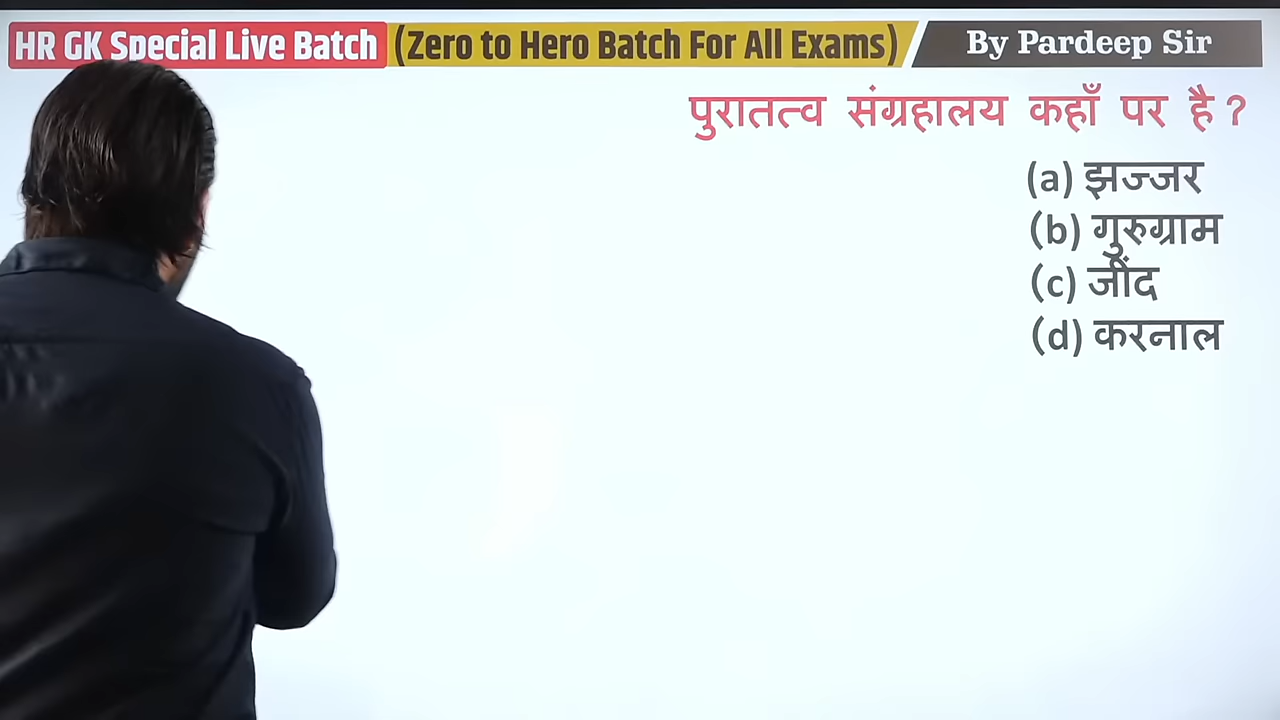 HR GK Special Live Batch (Zero to Hero Batch For All Exams) By Pardeep Sir
पुरातत्व संग्रहालय कहाँ पर है ?
(a) झज्जर
(b) गुरुग्राम
(c) जींद
(d) करनाल